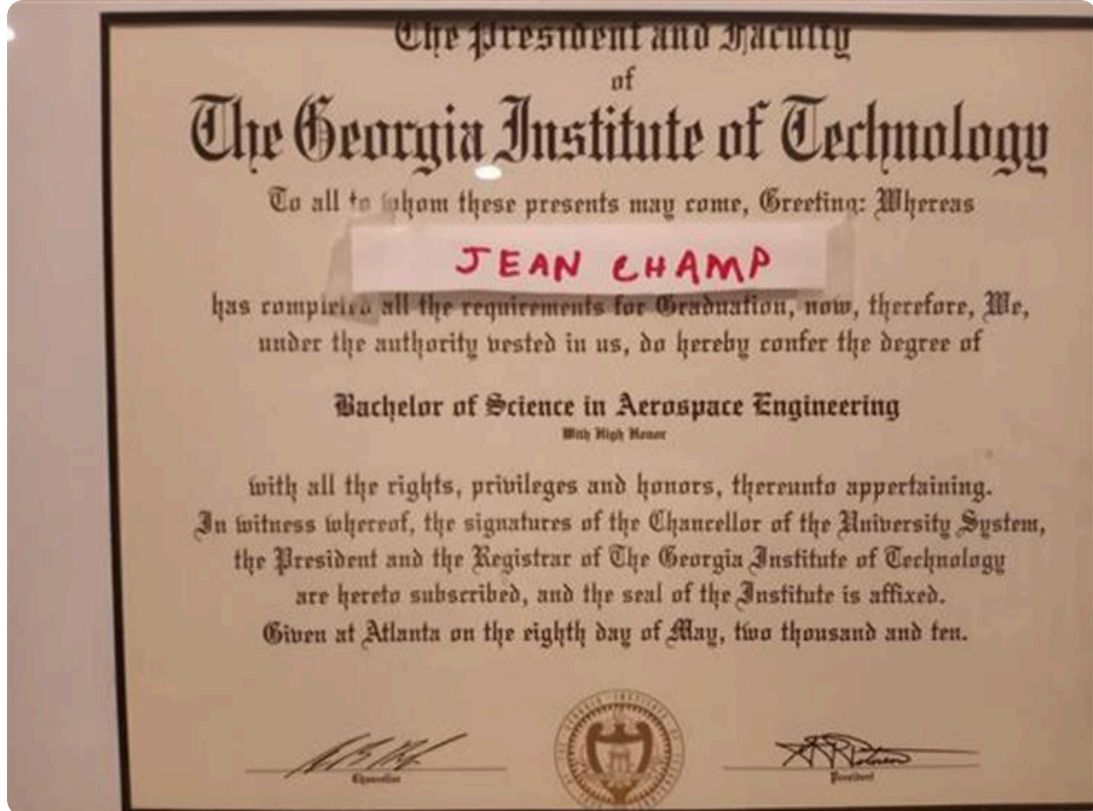 The President and Faculty
of
The Georgia Institute of Technology
To all to whom these presents may come, Greeting: Whereas
JEAN CHAMP
has completed all the requirements for Graduation, now, therefore, We,
under the authority vested in us, do hereby confer the degree of
Bachelor of Science in Aerospace Engineering
With High Honor
with all the rights, privileges and honors, thereunto appertaining.
In witness whereof, the signatures of the Chancellor of the University System,
the President and the Registrar of The Georgia Institute of Technology
are hereto subscribed, and the seal of the Institute is affixed.
Given at Atlanta on the eighth day of May, two thousand and ten.
Chancellor
President